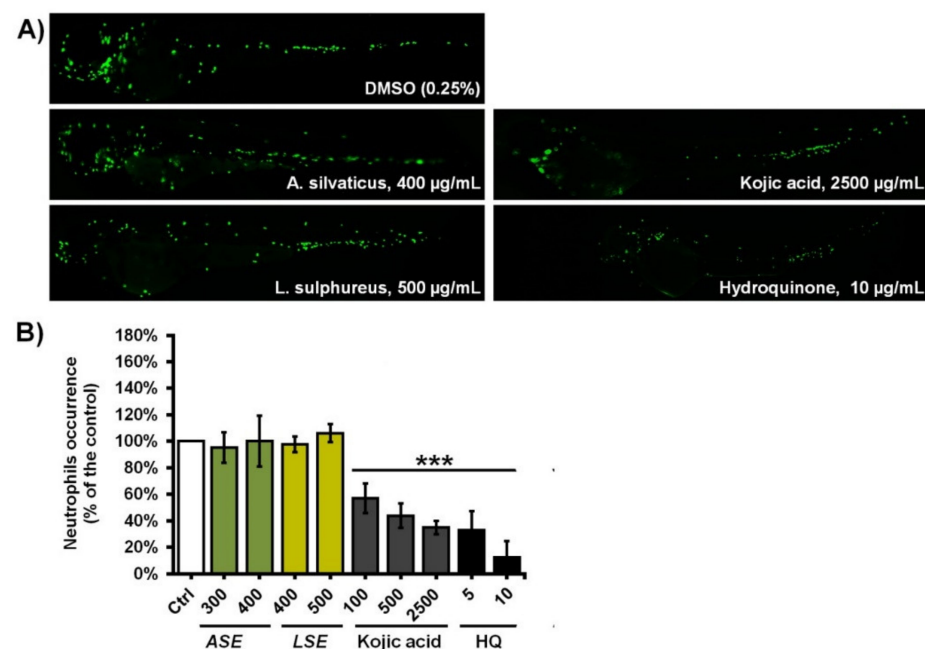 A)
DMSO (0.25%)
A. silvaticus, 400 µg/mL
Kojic acid, 2500 µg/mL
L. sulphureus, 500 µg/mL
Hydroquinone, 10 µg/mL
B)
Neutrophils occurrence
(% of the control)
180%
160%
140%
120%
100%
80%
60%
40%
20%
0%
***
Ctrl 300 400 400 500 100 500 2500 5 10
ASE LSE Kojic acid HQ